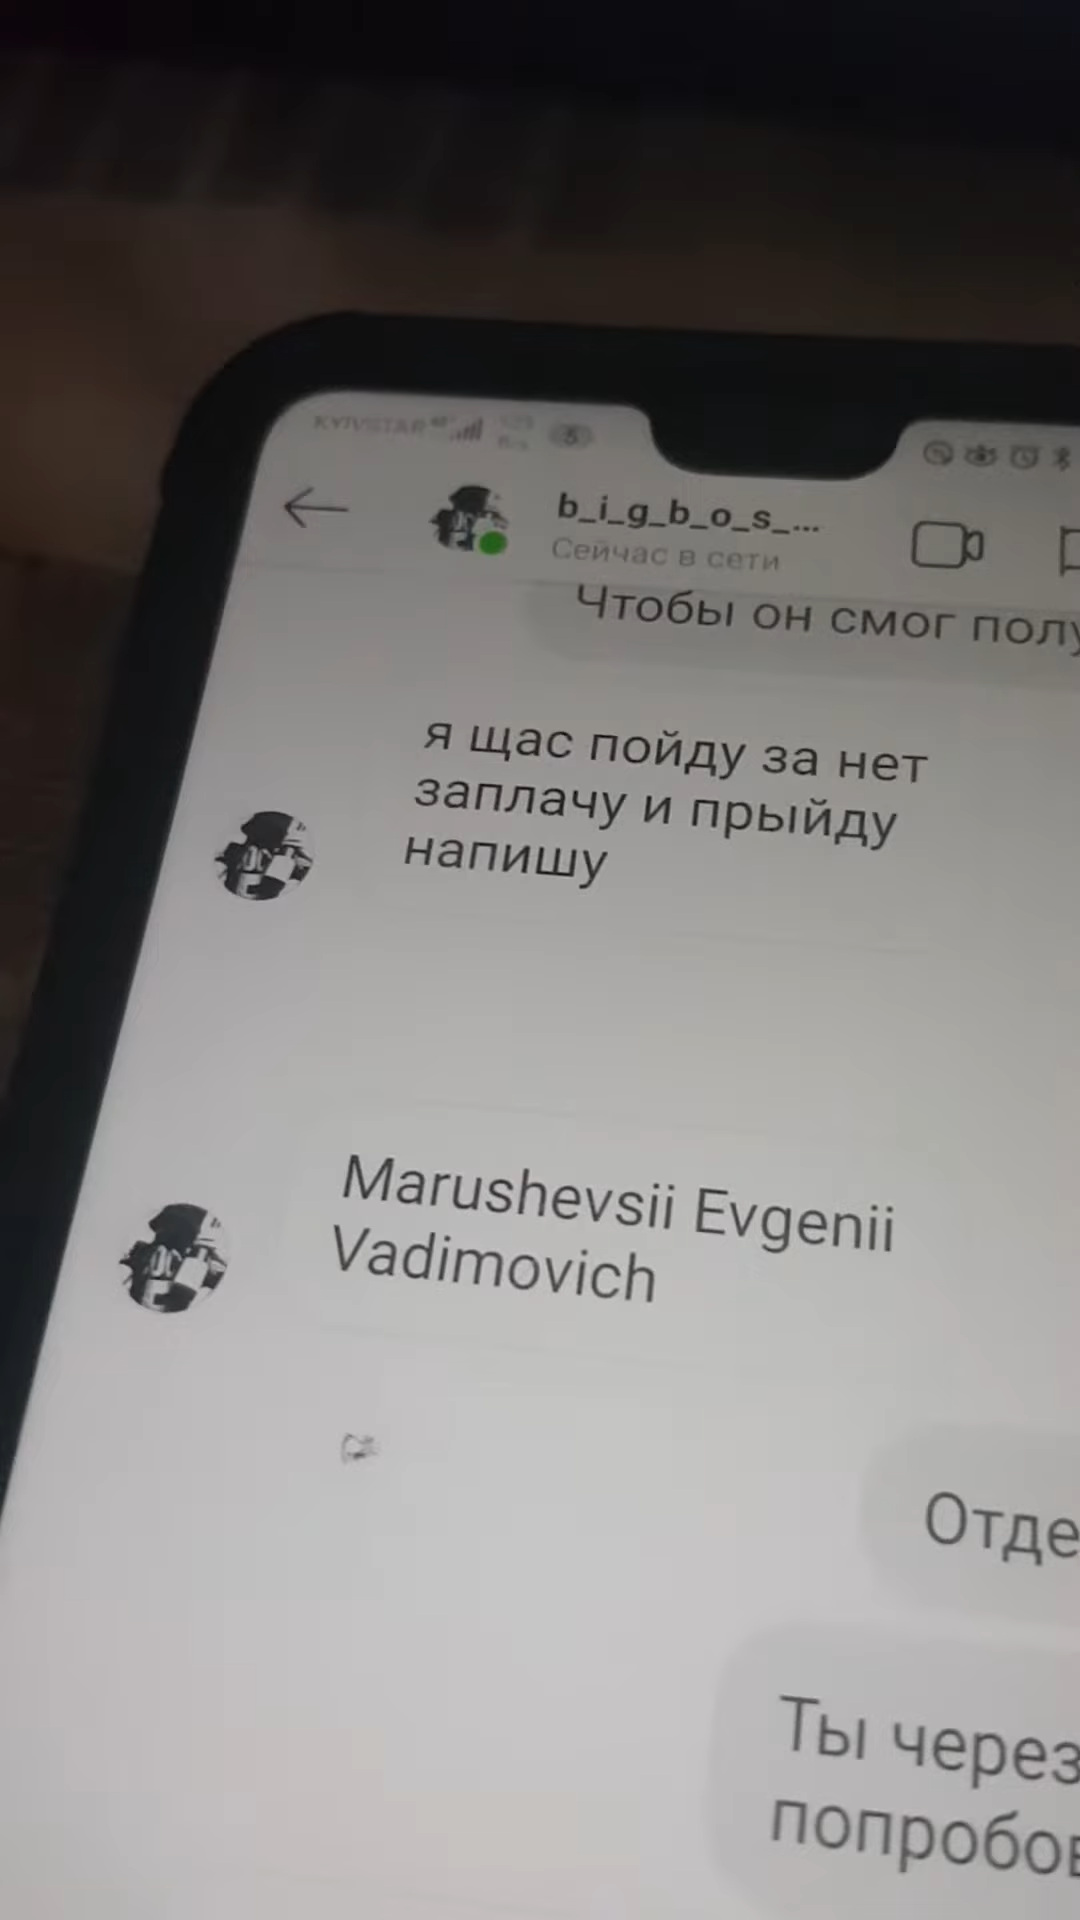 KYIVSTAR
b_i_g_b_o_s_...
Сейчас в сети
Чтобы он смог полу
я щас пойду за нет
заплачу и прыйду
напишу
Marushevsii Evgenii
Vadimovich
Отде
Ты через
попробов